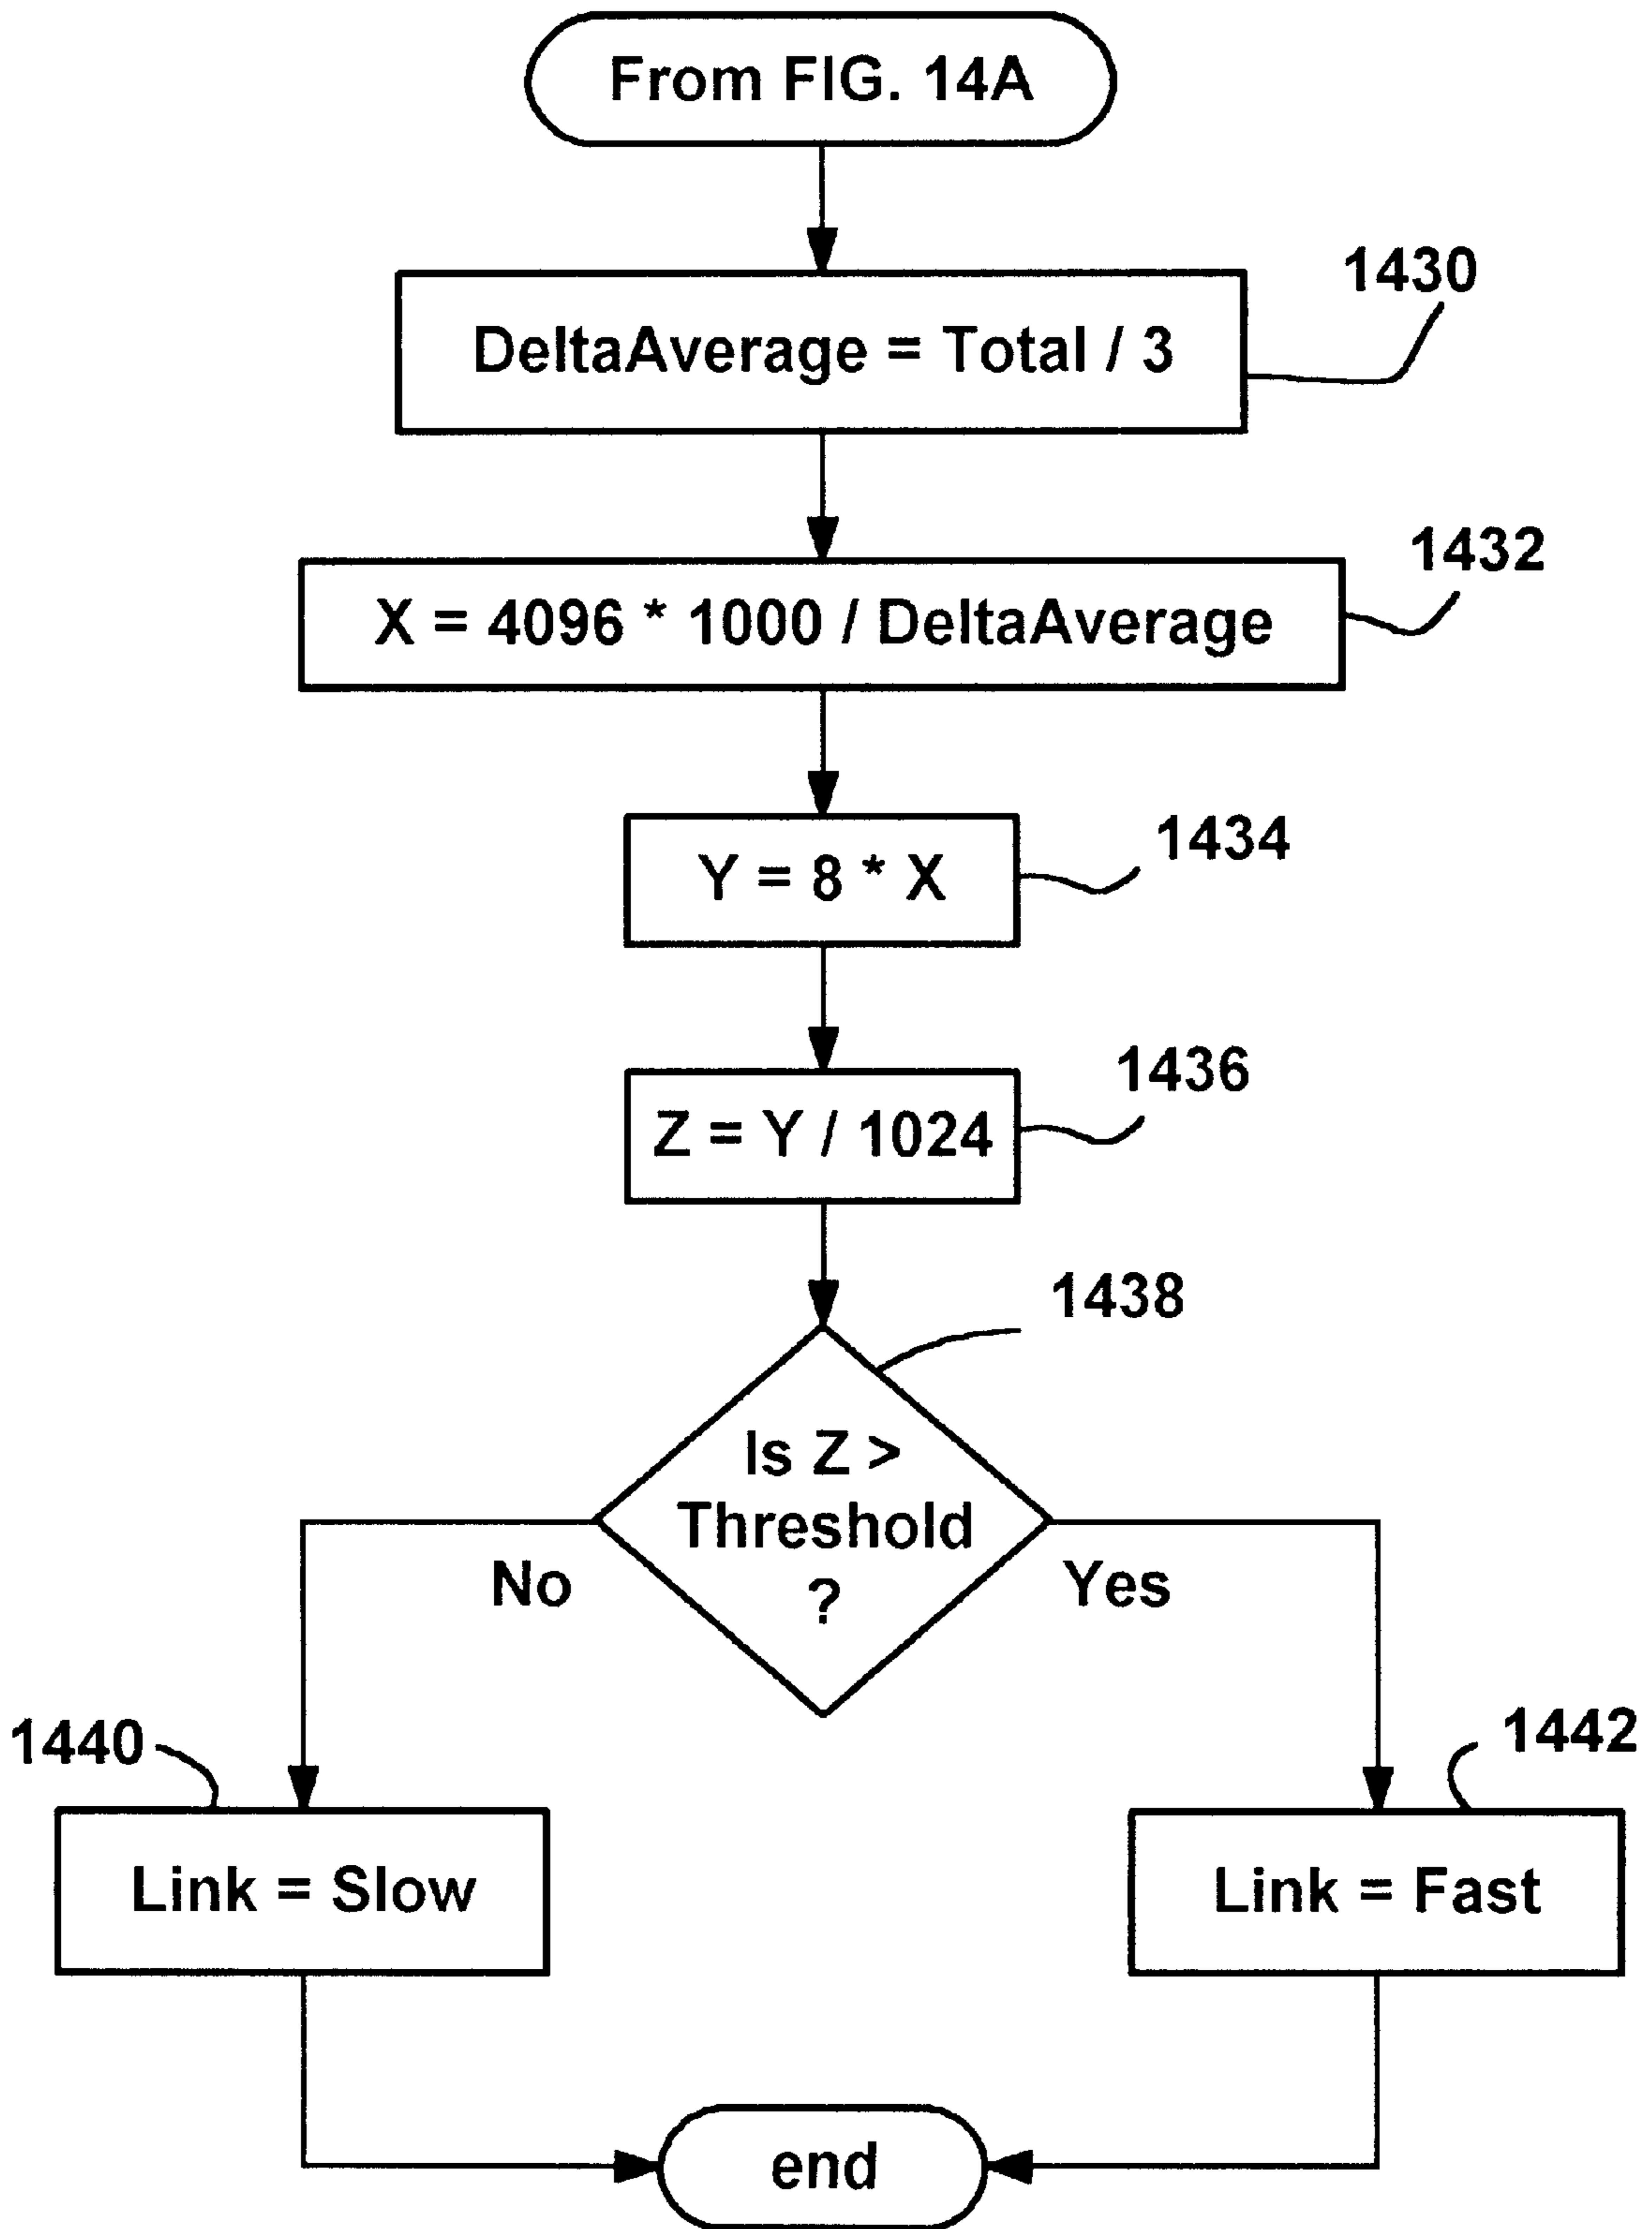 From FIG. 14A
1430
DeltaAverage = Total / 3
1432
X = 4096 * 1000 / DeltaAverage
1434
Y = 8 * X
1436
Z = Y / 1024
1438
Is Z >
Threshold
?
No
Yes
1440
1442
Link = Slow
Link = Fast
end